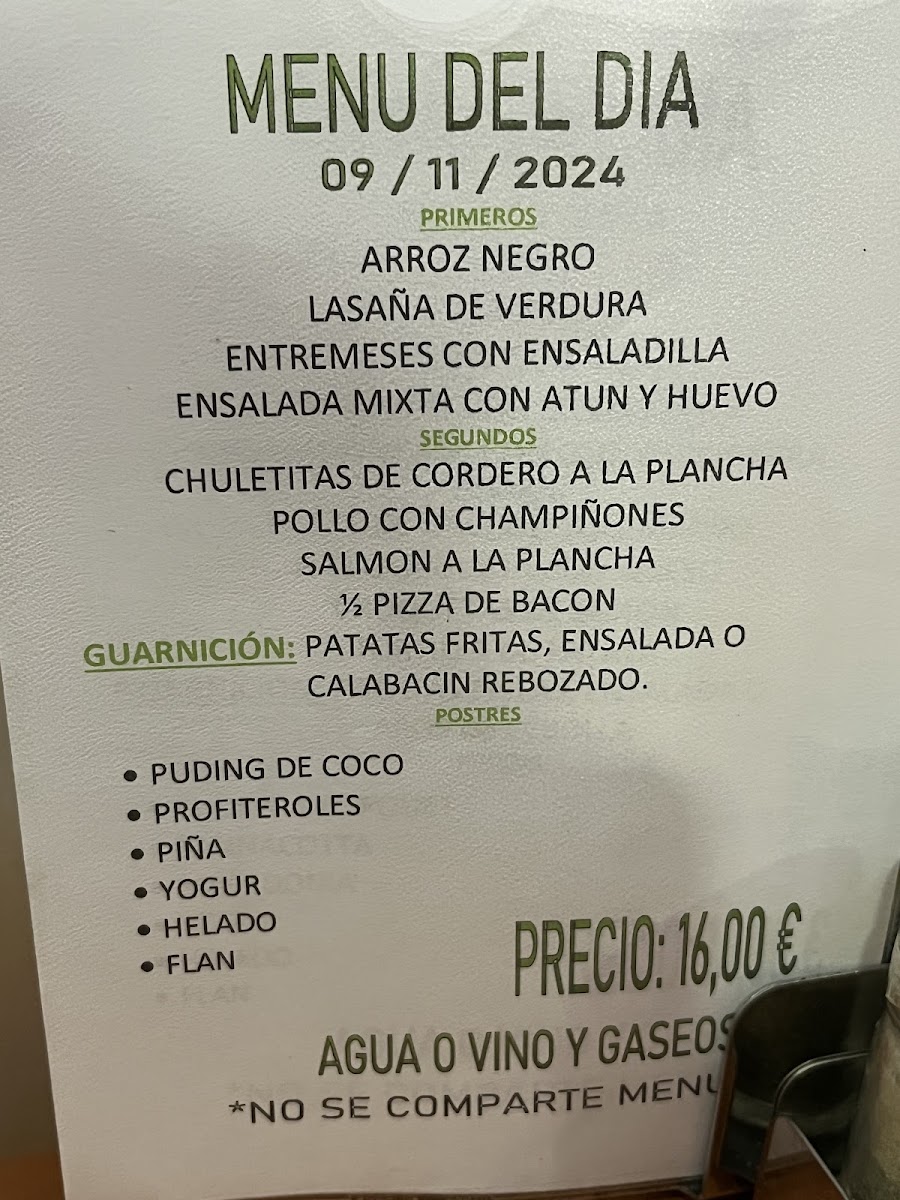 MENU DEL DIA
09 / 11 / 2024
PRIMEROS
ARROZ NEGRO
LASAÑA DE VERDURA
ENTREMESES CON ENSALADILLA
ENSALADA MIXTA CON ATUN Y HUEVO
SEGUNDOS
CHULETITAS DE CORDERO A LA PLANCHA
POLLO CON CHAMPIÑONES
SALMON A LA PLANCHA
½ PIZZA DE BACON
GUARNICIÓN: PATATAS FRITAS, ENSALADA O
CALABACIN REBOZADO.
POSTRES
• PUDING DE COCO
• PROFITEROLES
• PIÑA
• YOGUR
• HELADO
• FLAN
PRECIO: 16,00 €
AGUA O VINO Y GASEOS
*NO SE COMPARTE MENU